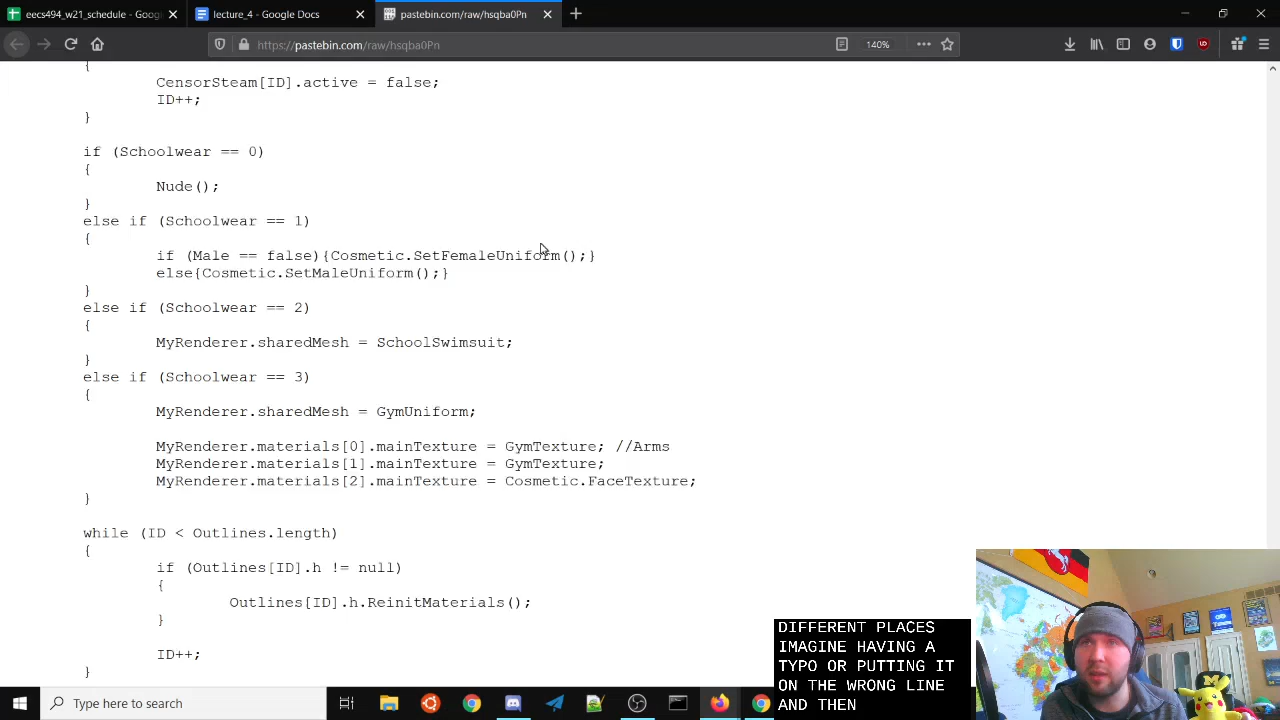 eecs494_w21_schedule - Googl
lecture_4 - Google Docs
pastebin.com/raw/hsqba0Pn
https://pastebin.com/raw/hsqba0Pn
140%
{
CensorSteam[ID].active = false;
ID++;
}
if (Schoolwear == 0)
{
Nude();
}
else if (Schoolwear == 1)
{
if (Male == false){Cosmetic.SetFemaleUniform();}
else{Cosmetic.SetMaleUniform();}
}
else if (Schoolwear == 2)
{
MyRenderer.sharedMesh = SchoolSwimsuit;
}
else if (Schoolwear == 3)
{
MyRenderer.sharedMesh = GymUniform;
MyRenderer.materials[0].mainTexture = GymTexture; //Arms
MyRenderer.materials[1].mainTexture = GymTexture;
MyRenderer.materials[2].mainTexture = Cosmetic.FaceTexture;
}
while (ID < Outlines.length)
{
if (Outlines[ID].h != null)
{
Outlines[ID].h.ReinitMaterials();
}
ID++;
}
DIFFERENT PLACES
IMAGINE HAVING A
TYPO OR PUTTING IT
ON THE WRONG LINE
AND THEN
Type here to search